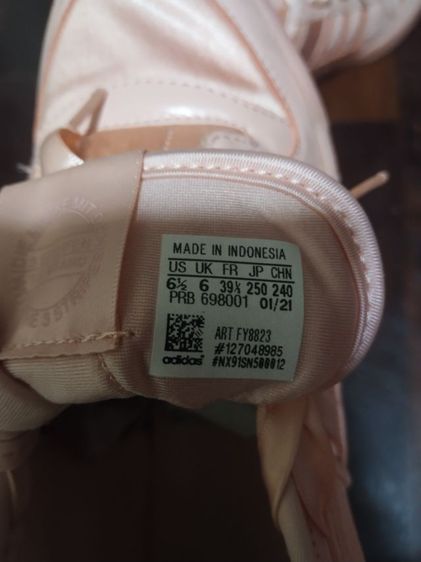 MADE IN INDONESIA
US UK FR JP CHN
6½ 6 39⅓ 250 240
PRB 698001 01/21
ART FY8823
#127048985
#NX91SN500012
adidas